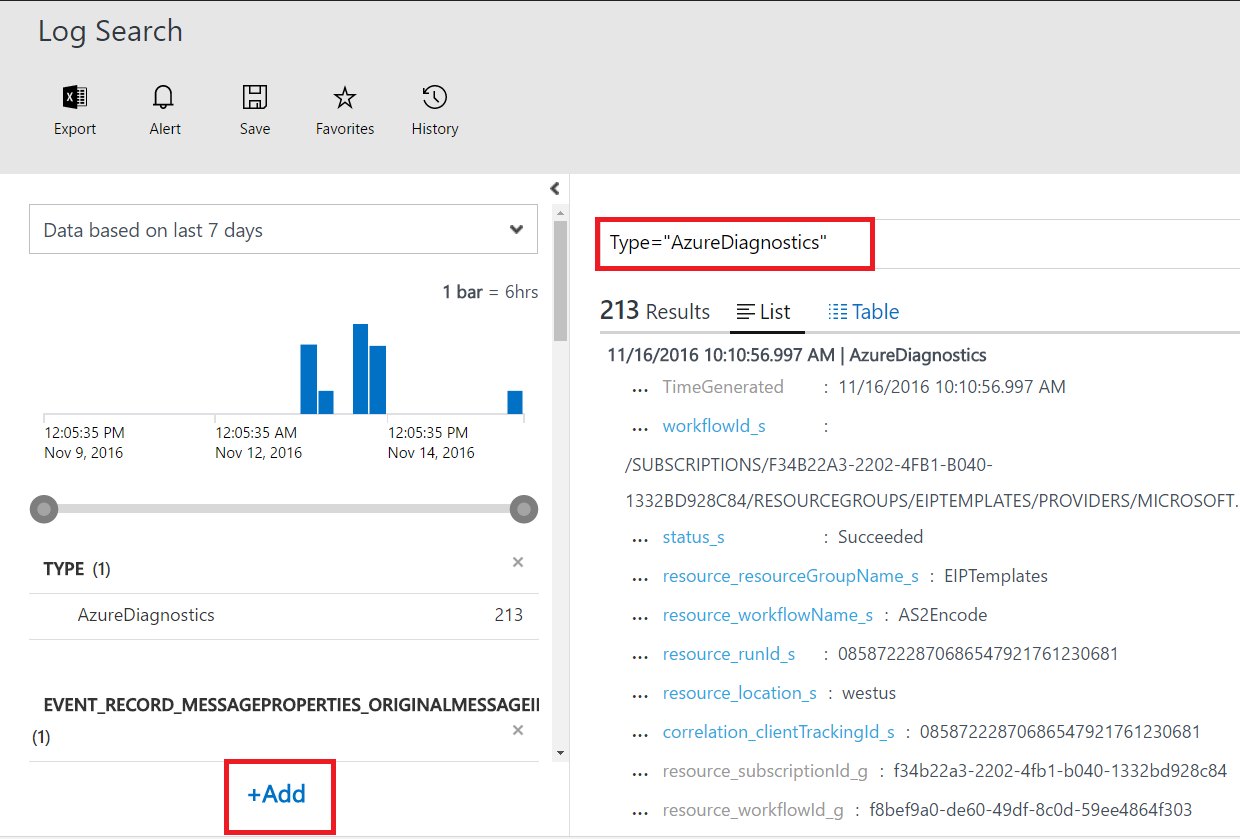 Log Search
Export
Alert
Save
Favorites
History
Data based on last 7 days
1 bar = 6hrs
12:05:35 PM
Nov 9, 2016
12:05:35 AM
Nov 12, 2016
12:05:35 PM
Nov 14, 2016
TYPE (1)
AzureDiagnostics 213
EVENT_RECORD_MESSAGEPROPERTIES_ORIGINALMESSAGEI
(1)
+Add
Type="AzureDiagnostics"
213 Results List Table
11/16/2016 10:10:56.997 AM | AzureDiagnostics
... TimeGenerated : 11/16/2016 10:10:56.997 AM
... workflowId_s :
/SUBSCRIPTIONS/F34B22A3-2202-4FB1-B040-
1332BD928C84/RESOURCEGROUPS/EIPTEMPLATES/PROVIDERS/MICROSOFT.
... status_s : Succeeded
... resource_resourceGroupName_s : EIPTemplates
... resource_workflowName_s : AS2Encode
... resource_runId_s : 08587222870686547921761230681
... resource_location_s : westus
... correlation_clientTrackingId_s : 08587222870686547921761230681
... resource_subscriptionId_g : f34b22a3-2202-4fb1-b040-1332bd928c84
... resource_workflowId_g : f8bef9a0-de60-49df-8c0d-59ee4864f303